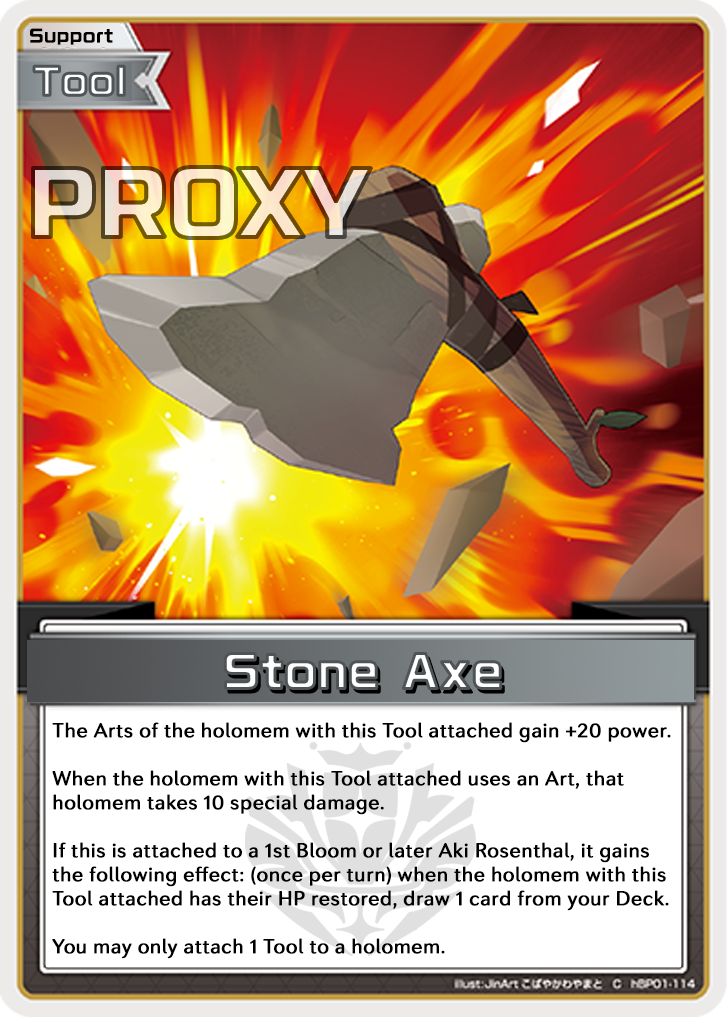 Support
Tool
PROXY
Stone Axe
The Arts of the holomem with this Tool attached gain +20 power.
When the holomem with this Tool attached uses an Art, that
holomem takes 10 special damage.
If this is attached to a 1st Bloom or later Aki Rosenthal, it gains
the following effect: (once per turn) when the holomem with this
Tool attached has their HP restored, draw 1 card from your Deck.
You may only attach 1 Tool to a holomem.
illust:JinArt こばやかわやまと C hBP01-114